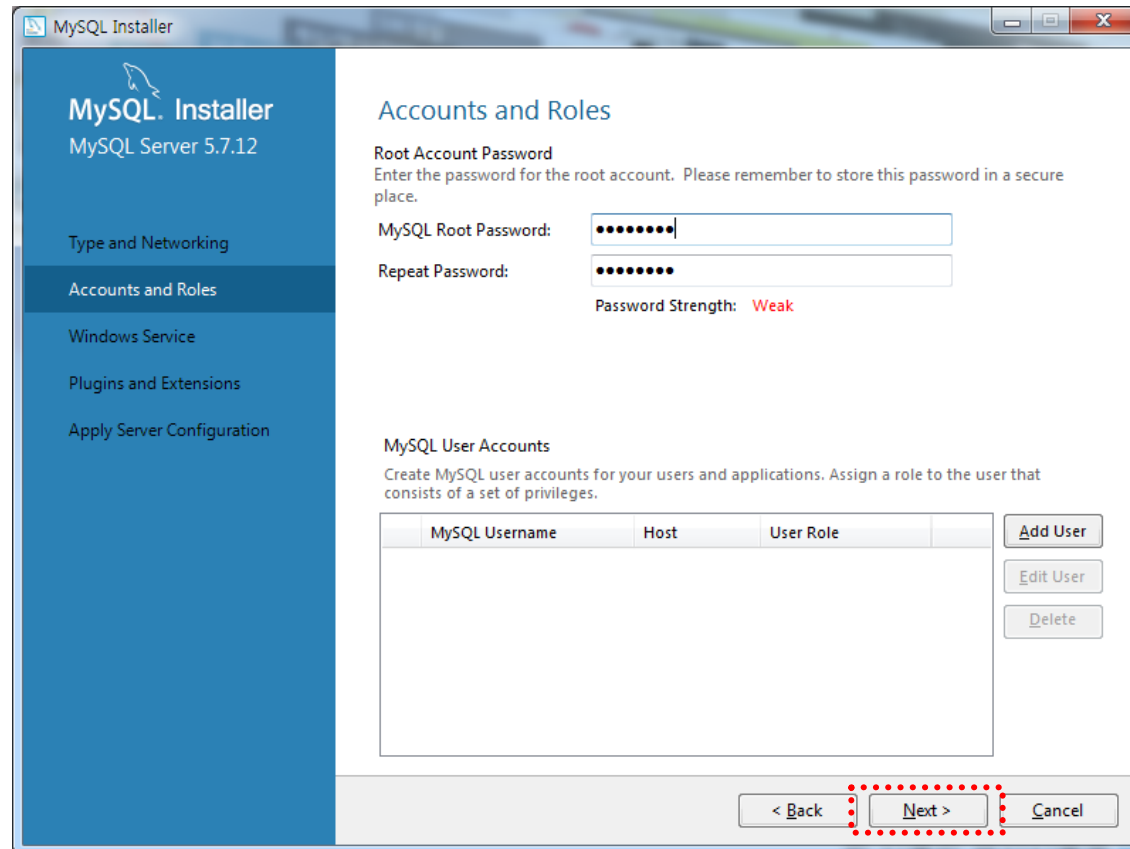 MySQL Installer
MySQL. Installer
MySQL Server 5.7.12
Type and Networking
Accounts and Roles
Windows Service
Plugins and Extensions
Apply Server Configuration
Accounts and Roles
Root Account Password
Enter the password for the root account. Please remember to store this password in a secure
place.
MySQL Root Password: ●●●●●●●●
Repeat Password: ●●●●●●●●
Password Strength: Weak
MySQL User Accounts
Create MySQL user accounts for your users and applications. Assign a role to the user that
consists of a set of privileges.
MySQL Username Host User Role
Add User
Edit User
Delete
< Back Next > Cancel